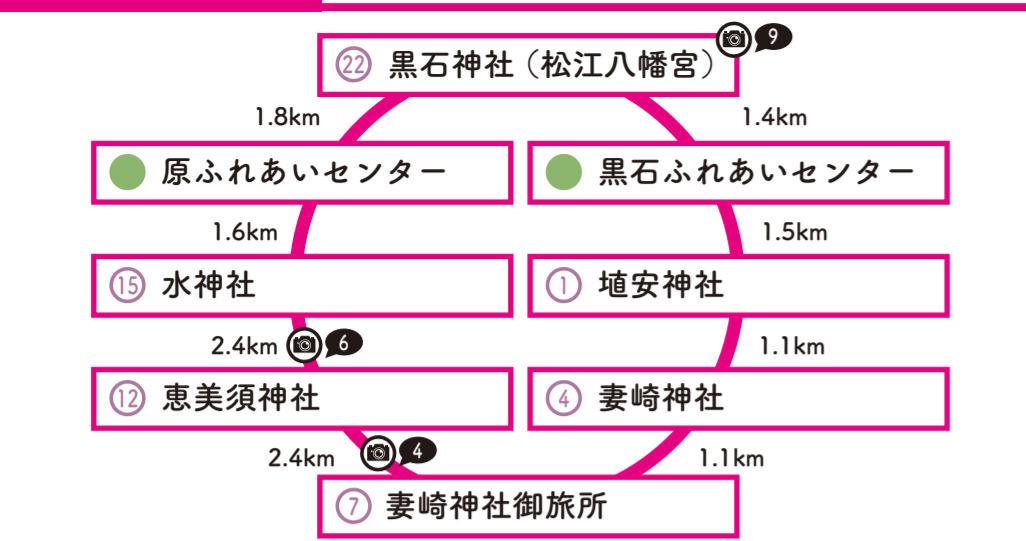 ㉒ 黒石神社（松江八幡宮） 9
1.8km 1.4km
原ふれあいセンター 黒石ふれあいセンター
1.6km 1.5km
⑮ 水神社 ① 埴安神社
2.4km 6 1.1km
⑫ 恵美須神社 ④ 妻崎神社
2.4km 4 1.1km
⑦ 妻崎神社御旅所